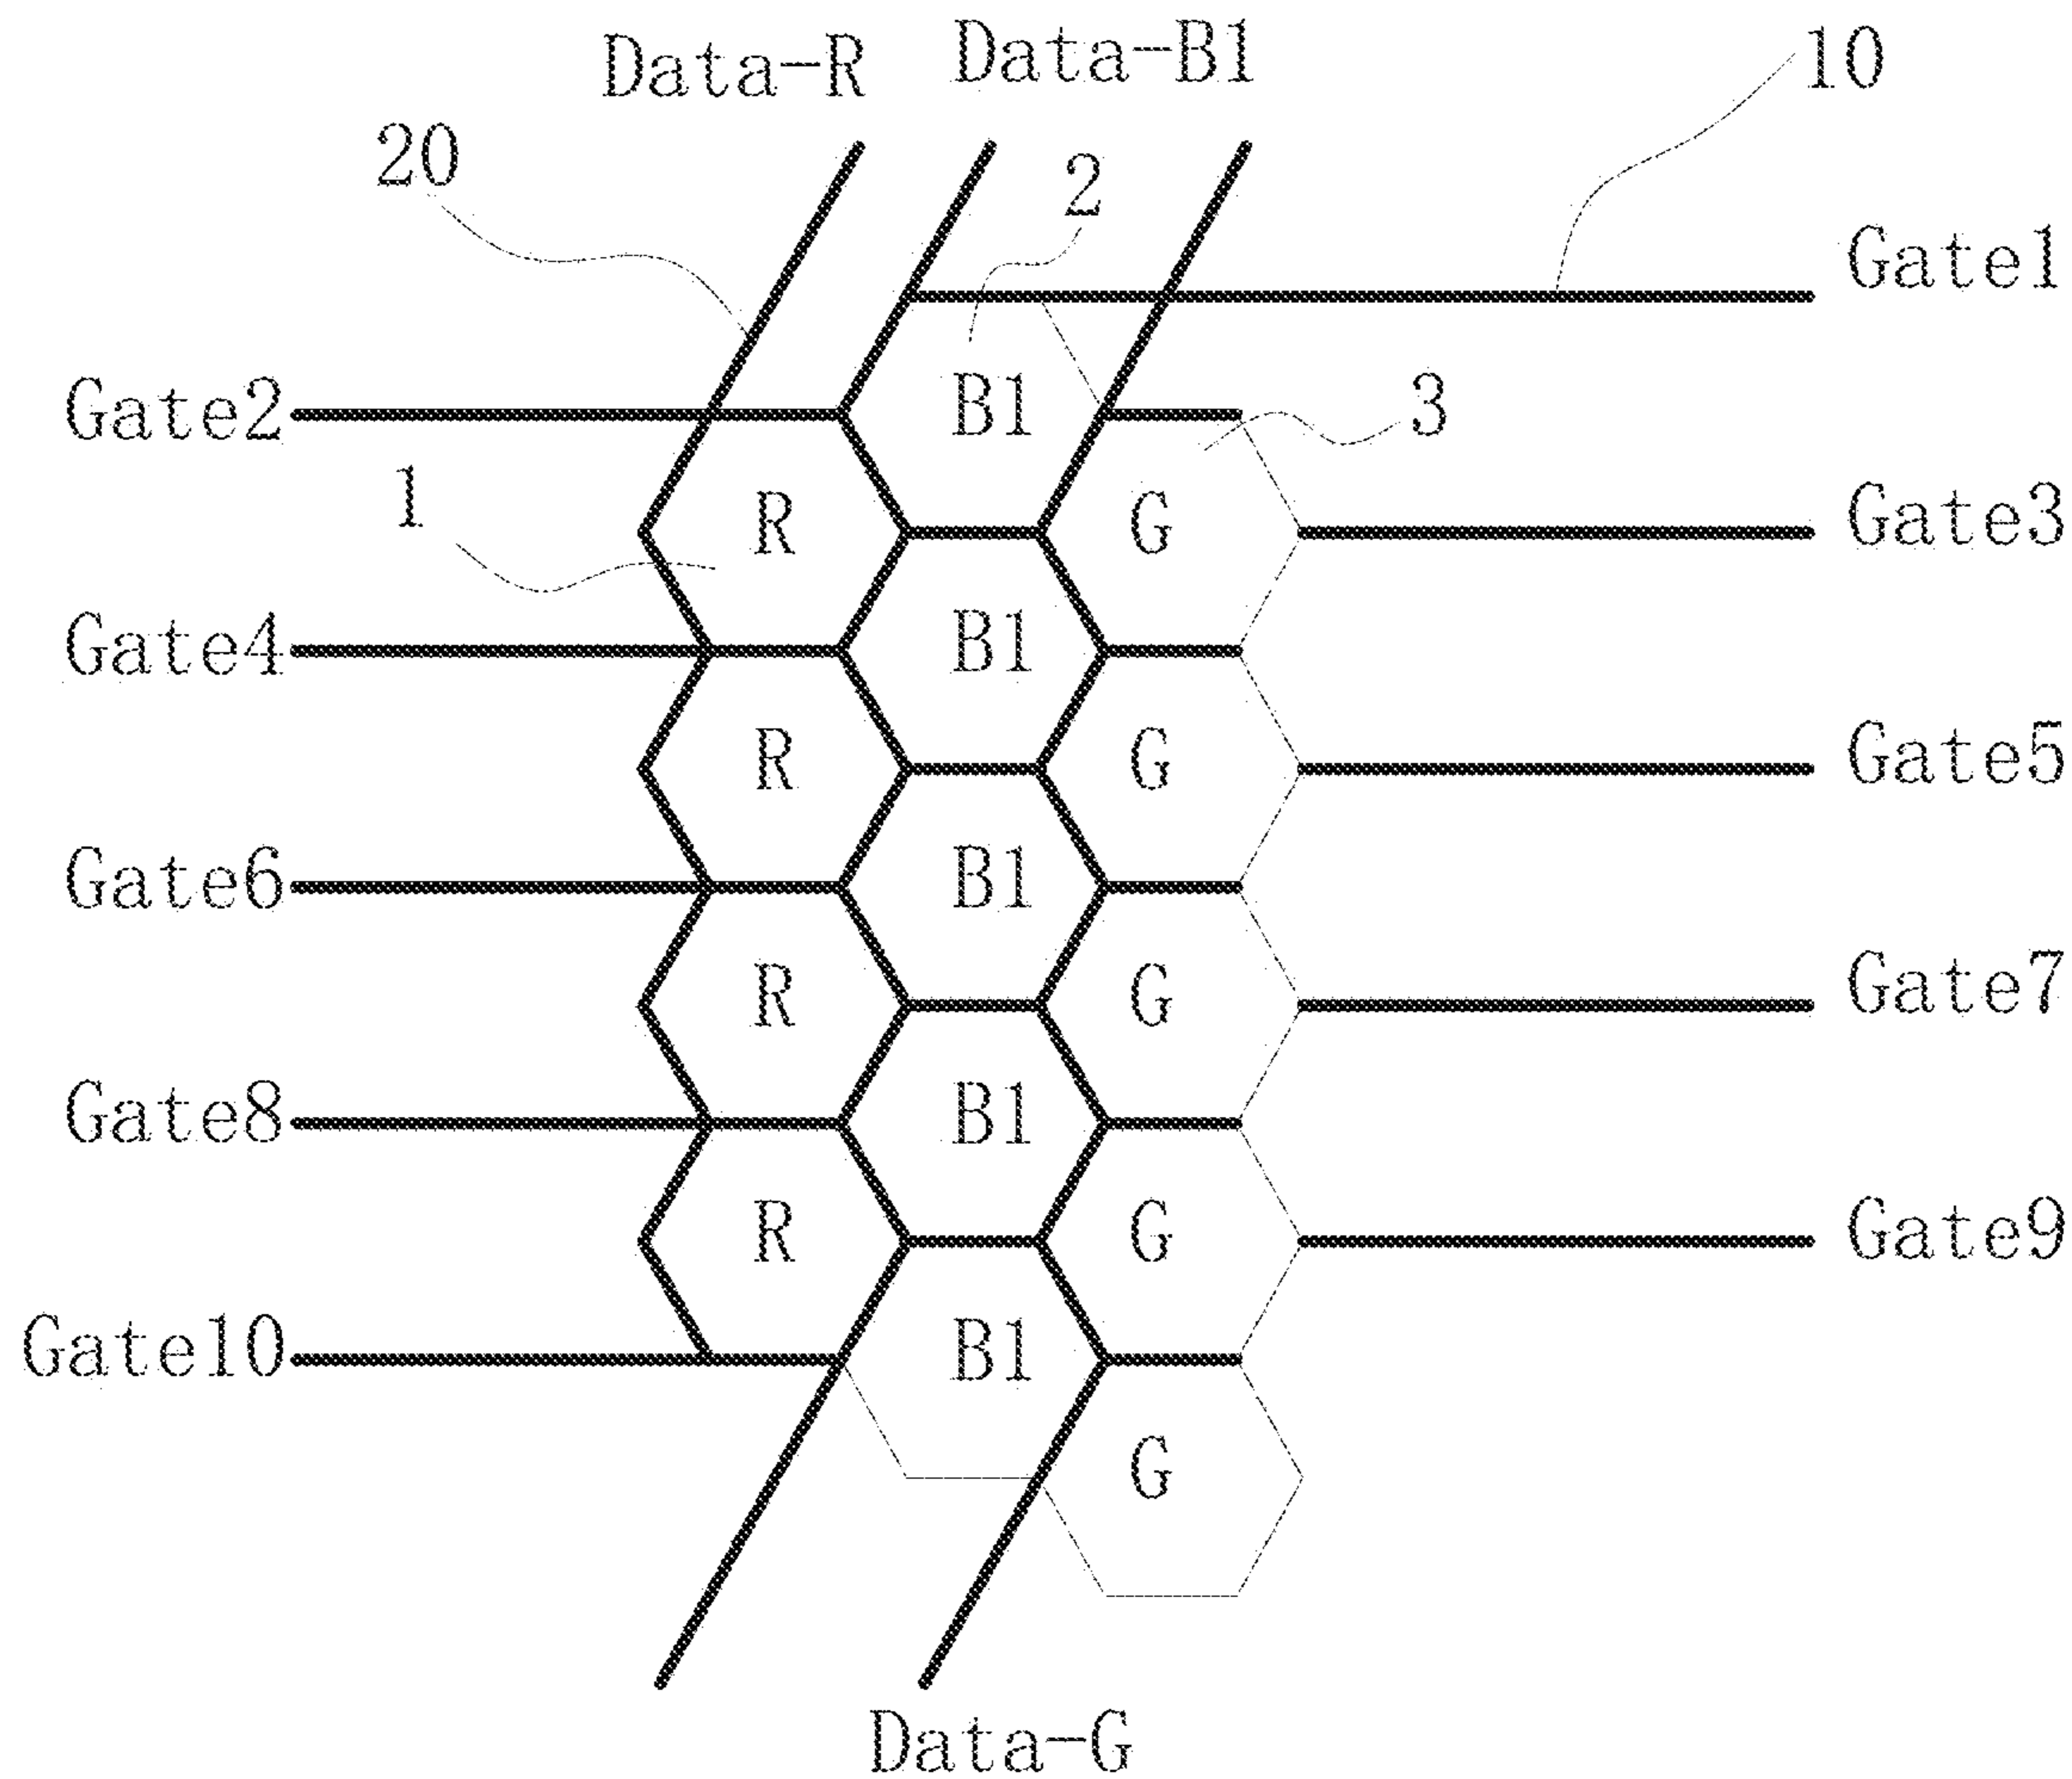 Data-R Data-B1 10
20 2
Gate1
Gate2 B1 3
1 R G Gate3
Gate4 B1
R G Gate5
Gate6 B1
R G Gate7
Gate8 B1
R G Gate9
Gate10 B1
G
Data-G